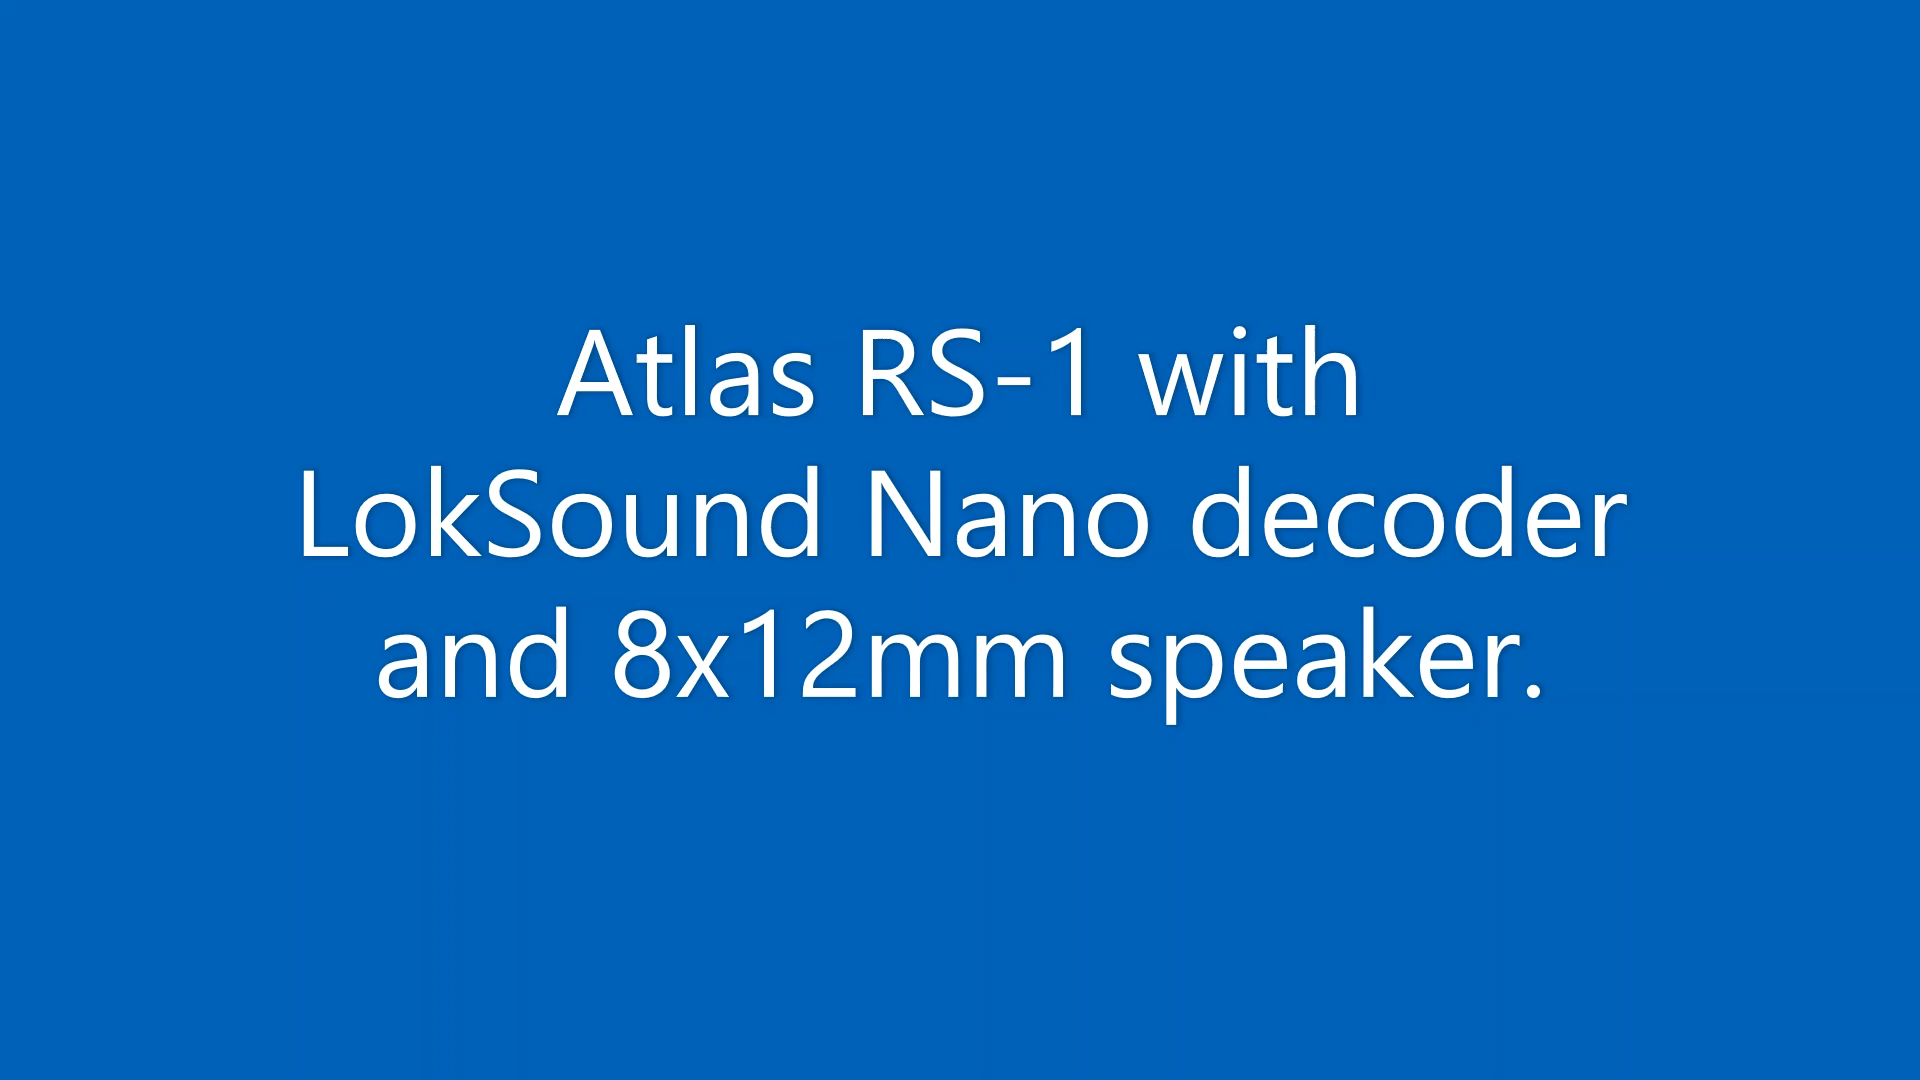 Atlas RS-1 with
LokSound Nano decoder
and 8x12mm speaker.